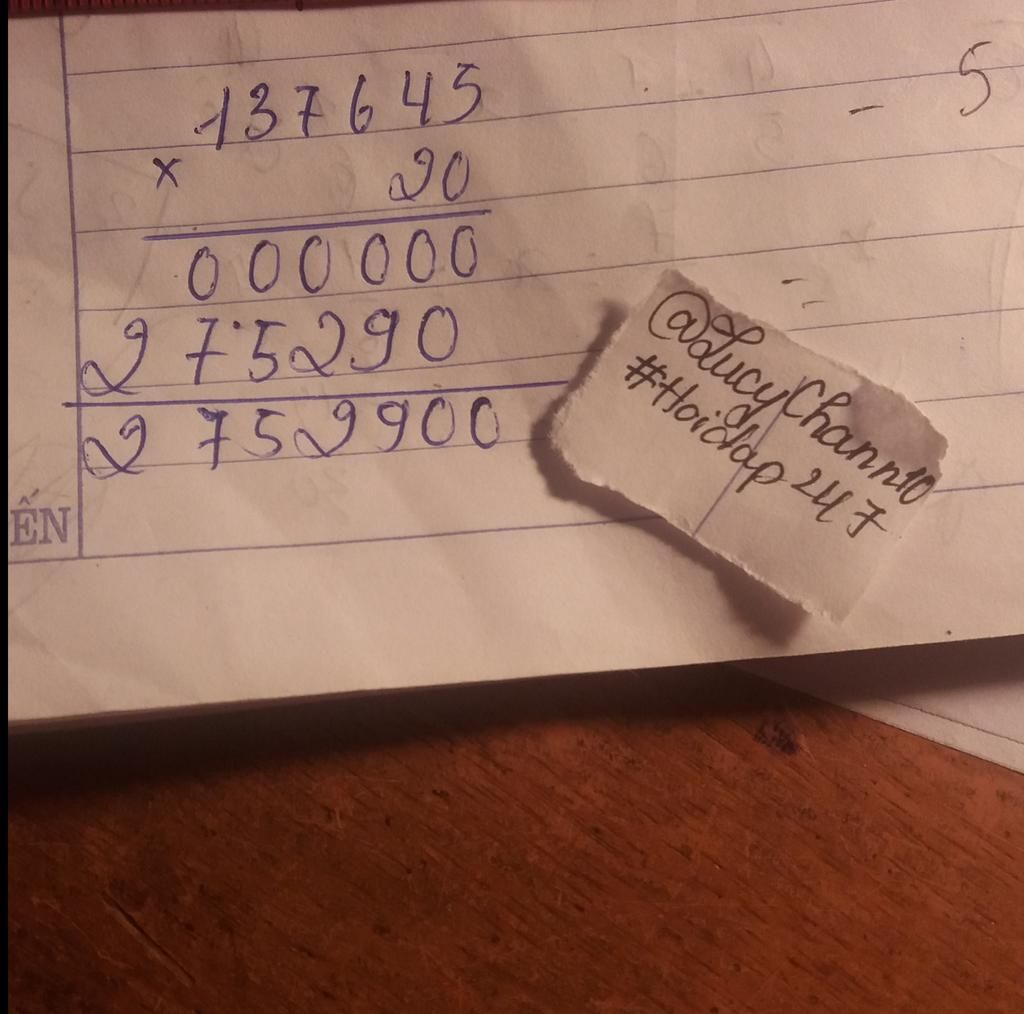 137645
x 20
000000
275290
2752900
- 5
@LucyChann10
#Hoidap247
ẾN